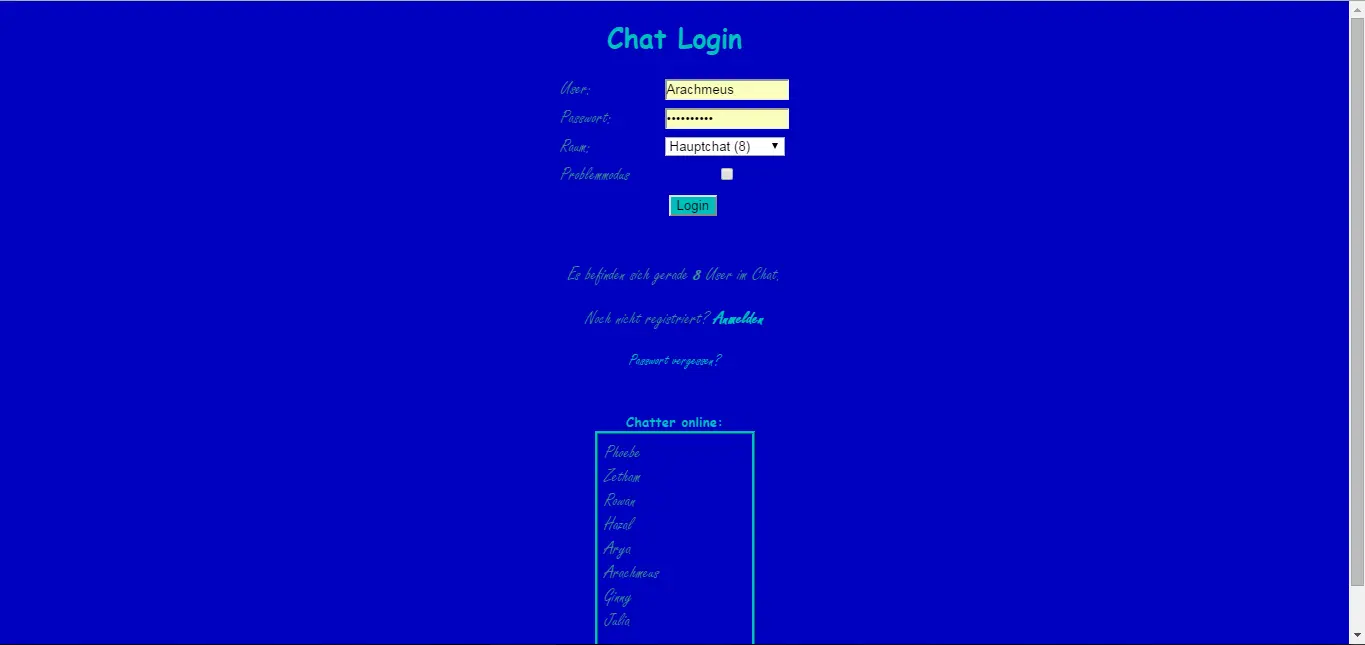 Chat Login
User: Arachmeus
Passwort: ••••••••••
Raum: Hauptchat (8)
Problemmodus
Login
Es befinden sich gerade 8 User im Chat.
Noch nicht registriert? Anmelden
Passwort vergessen?
Chatter online:
Phoebe
Zetham
Rowan
Hazal
Arya
Arachmeus
Ginny
Julia